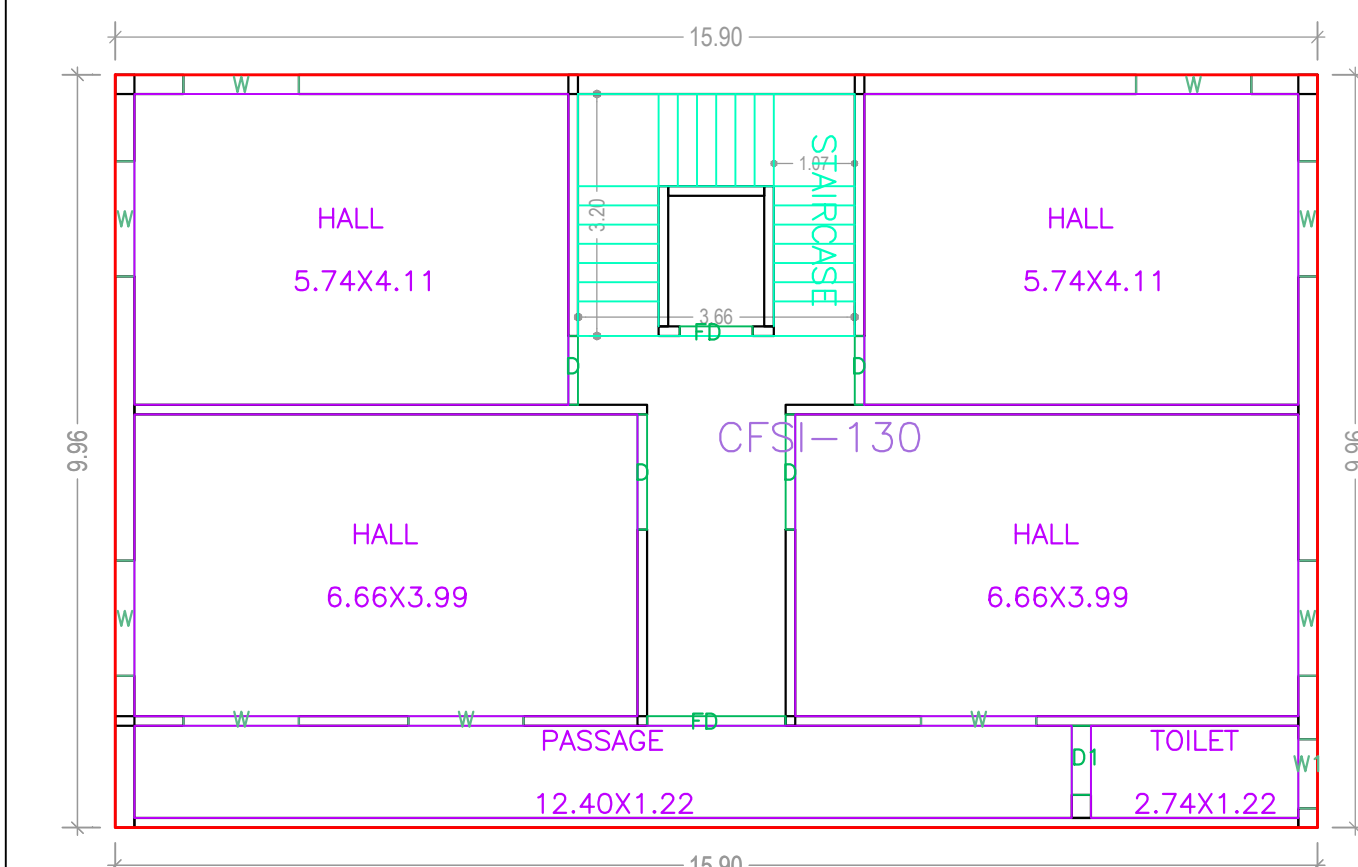 15.90
W
W
STAIRCASE
1.07
3.20
W
HALL
HALL
W
5.74X4.11
5.74X4.11
3.66
FD
D
D
9.96
CFSI-130
9.96
D
D
HALL
HALL
6.66X3.99
6.66X3.99
W
W
W
W
FD
W
PASSAGE
TOILET
D1
W1
12.40X1.22
2.74X1.22
15.90